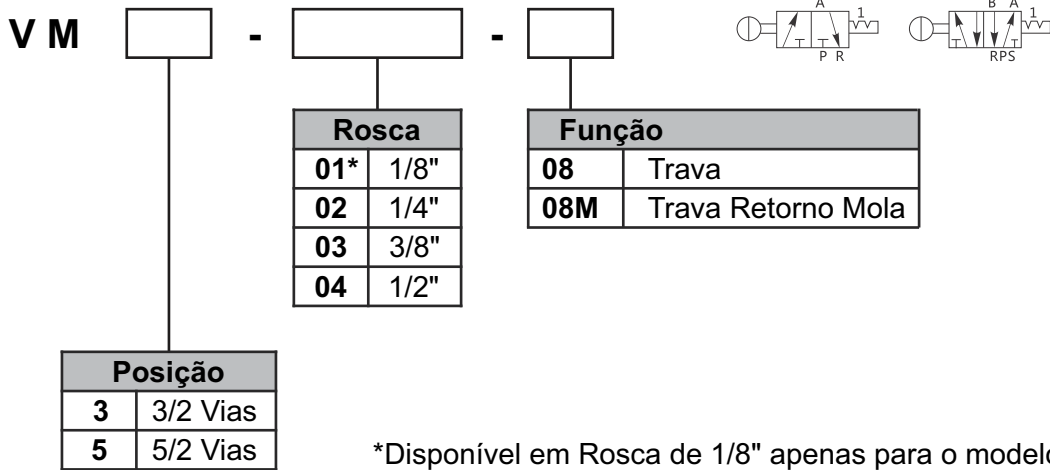 V M - -
A
1
P R
B A
1
RPS
Rosca
01* 1/8"
02 1/4"
03 3/8"
04 1/2"
Função
08 Trava
08M Trava Retorno Mola
Posição
3 3/2 Vias
5 5/2 Vias
*Disponível em Rosca de 1/8" apenas para o modelo